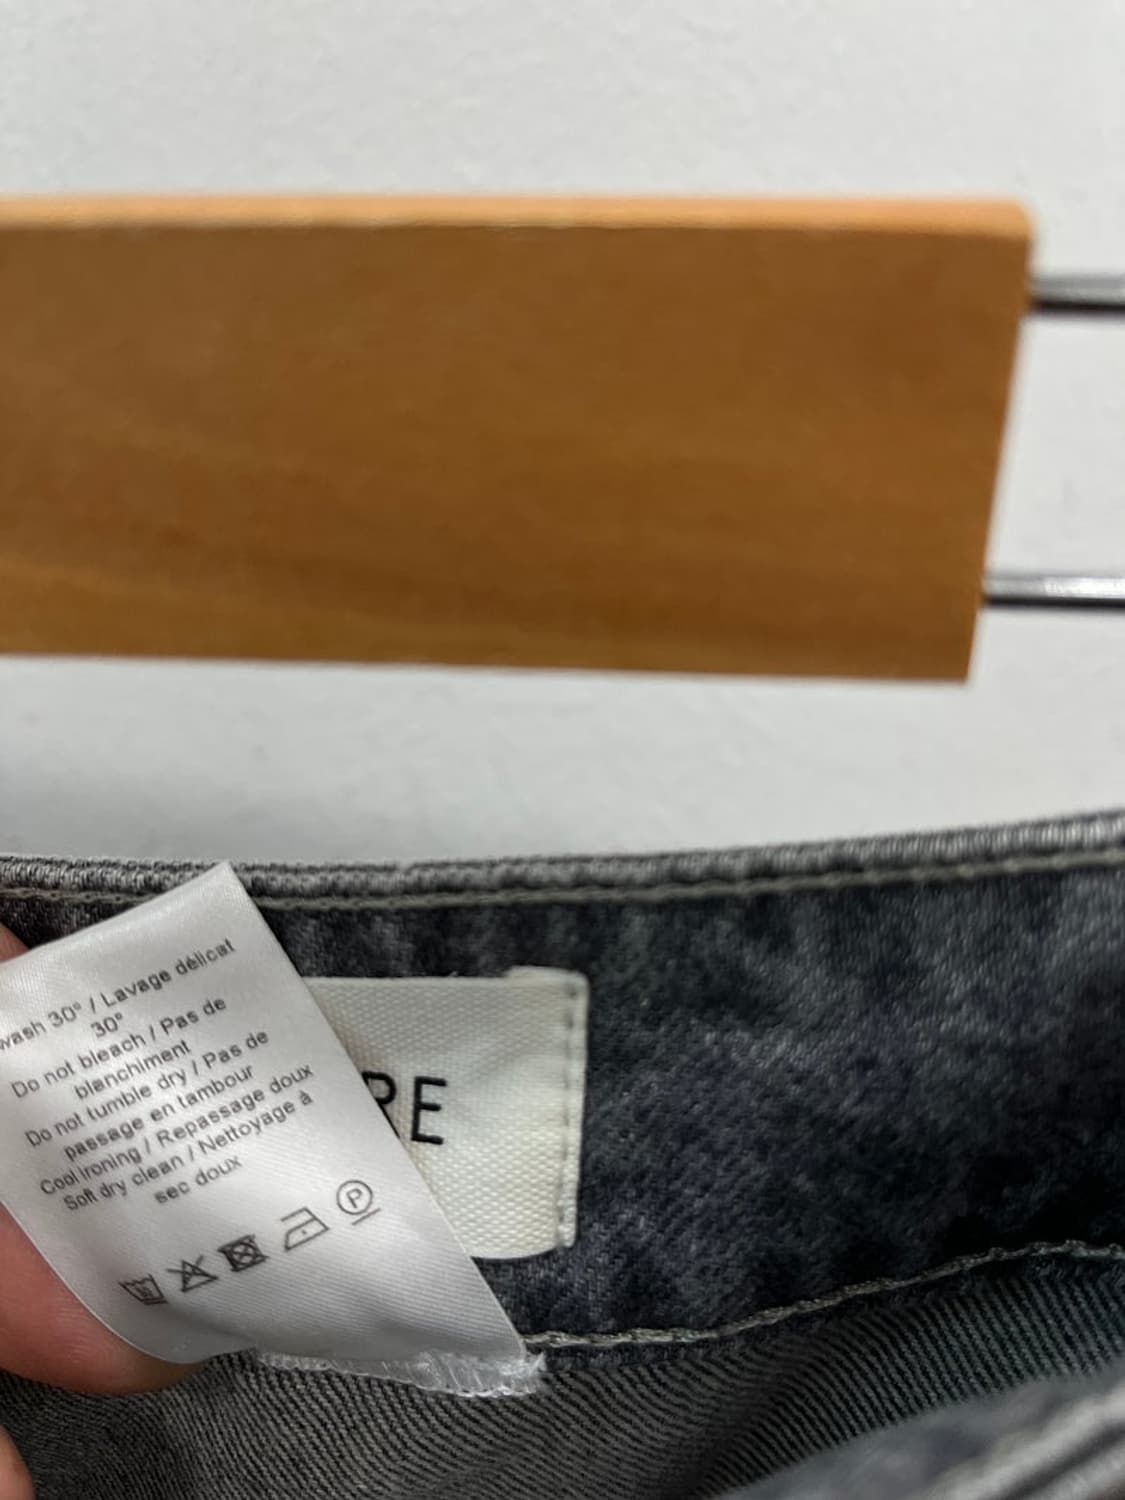 wash 30° / Lavage délicat
30°
Do not bleach / Pas de
blanchiment
Do not tumble dry / Pas de
passage en tambour
Cool ironing / Repassage doux
Soft dry clean / Nettoyage à
sec doux
P
RE